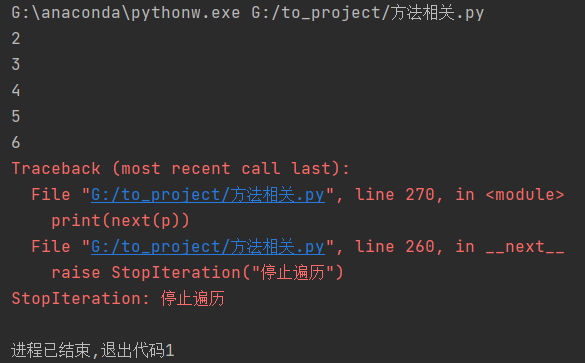 G:\anaconda\pythonw.exe G:/to_project/方法相关.py
2
3
4
5
6
Traceback (most recent call last):
  File "G:/to_project/方法相关.py", line 270, in <module>
    print(next(p))
  File "G:/to_project/方法相关.py", line 260, in __next__
    raise StopIteration("停止遍历")
StopIteration: 停止遍历
进程已结束,退出代码1